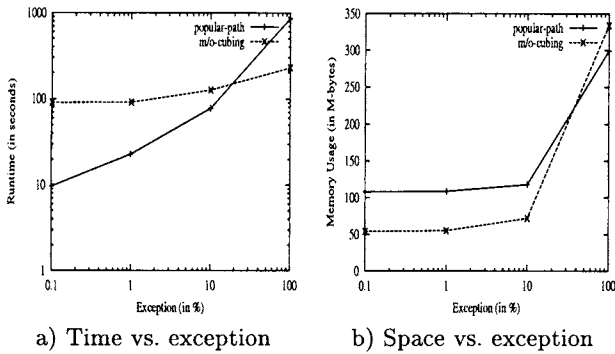 1000
100
10
1
Runtime (in seconds)
popular-path
m/o-cubing
0.1 1 10 100
Exception (in %)
a) Time vs. exception
350
300
250
200
150
100
50
0
Memory Usage (in M-bytes)
popular-path
m/o-cubing
0.1 1 10 100
Exception (in %)
b) Space vs. exception